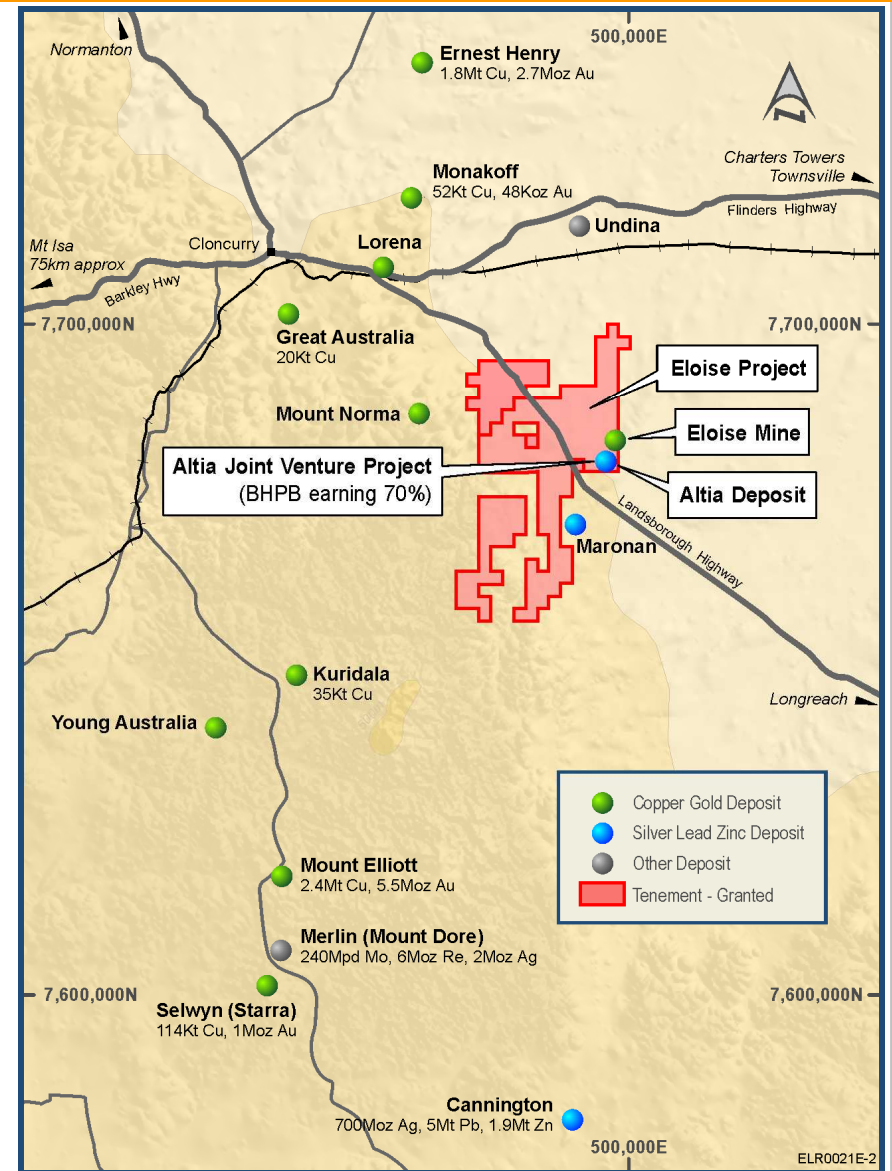 500,000E
Normanton
Ernest Henry
1.8Mt Cu, 2.7Moz Au
N
Charters Towers
Townsville
Monakoff
52Kt Cu, 48Koz Au
Flinders Highway
Undina
Cloncurry
Lorena
Mt Isa
75km approx
Barkley Hwy
7,700,000N
7,700,000N
Great Australia
20Kt Cu
Eloise Project
Mount Norma
Eloise Mine
Altia Joint Venture Project
(BHPB earning 70%)
Altia Deposit
Landsborough Highway
Maronan
Kuridala
35Kt Cu
Longreach
Young Australia
Copper Gold Deposit
Silver Lead Zinc Deposit
Other Deposit
Tenement - Granted
Mount Elliott
2.4Mt Cu, 5.5Moz Au
Merlin (Mount Dore)
240Mpd Mo, 6Moz Re, 2Moz Ag
7,600,000N
7,600,000N
Selwyn (Starra)
114Kt Cu, 1Moz Au
Cannington
700Moz Ag, 5Mt Pb, 1.9Mt Zn
500,000E
ELR0021E-2